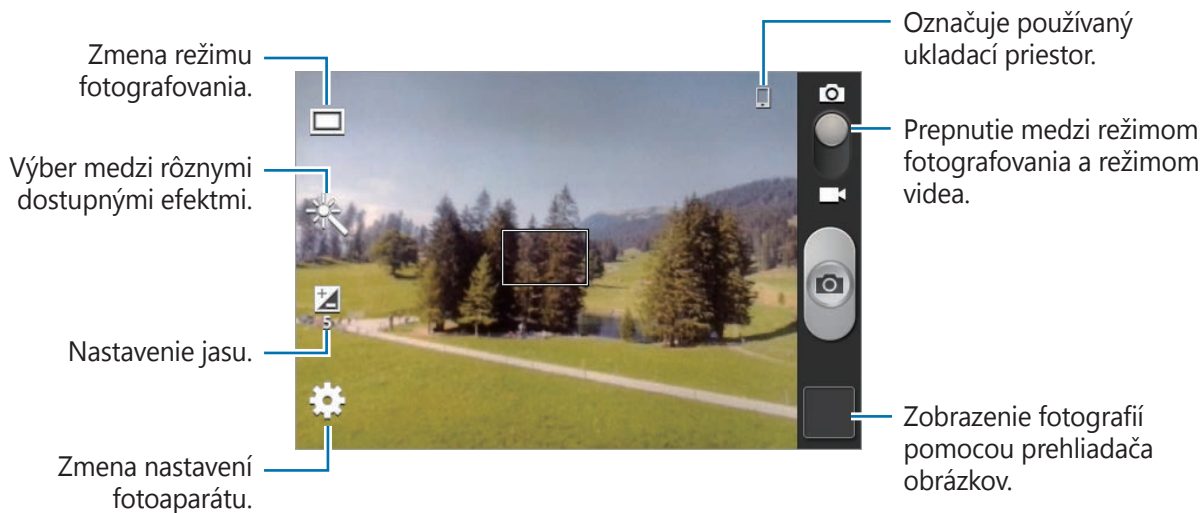 Zmena režimu
fotografovania.
Výber medzi rôznymi
dostupnými efektmi.
5
Nastavenie jasu.
Zmena nastavení
fotoaparátu.
Označuje používaný
ukladací priestor.
Prepnutie medzi režimom
fotografovania a režimom
videa.
Zobrazenie fotografií
pomocou prehliadača
obrázkov.